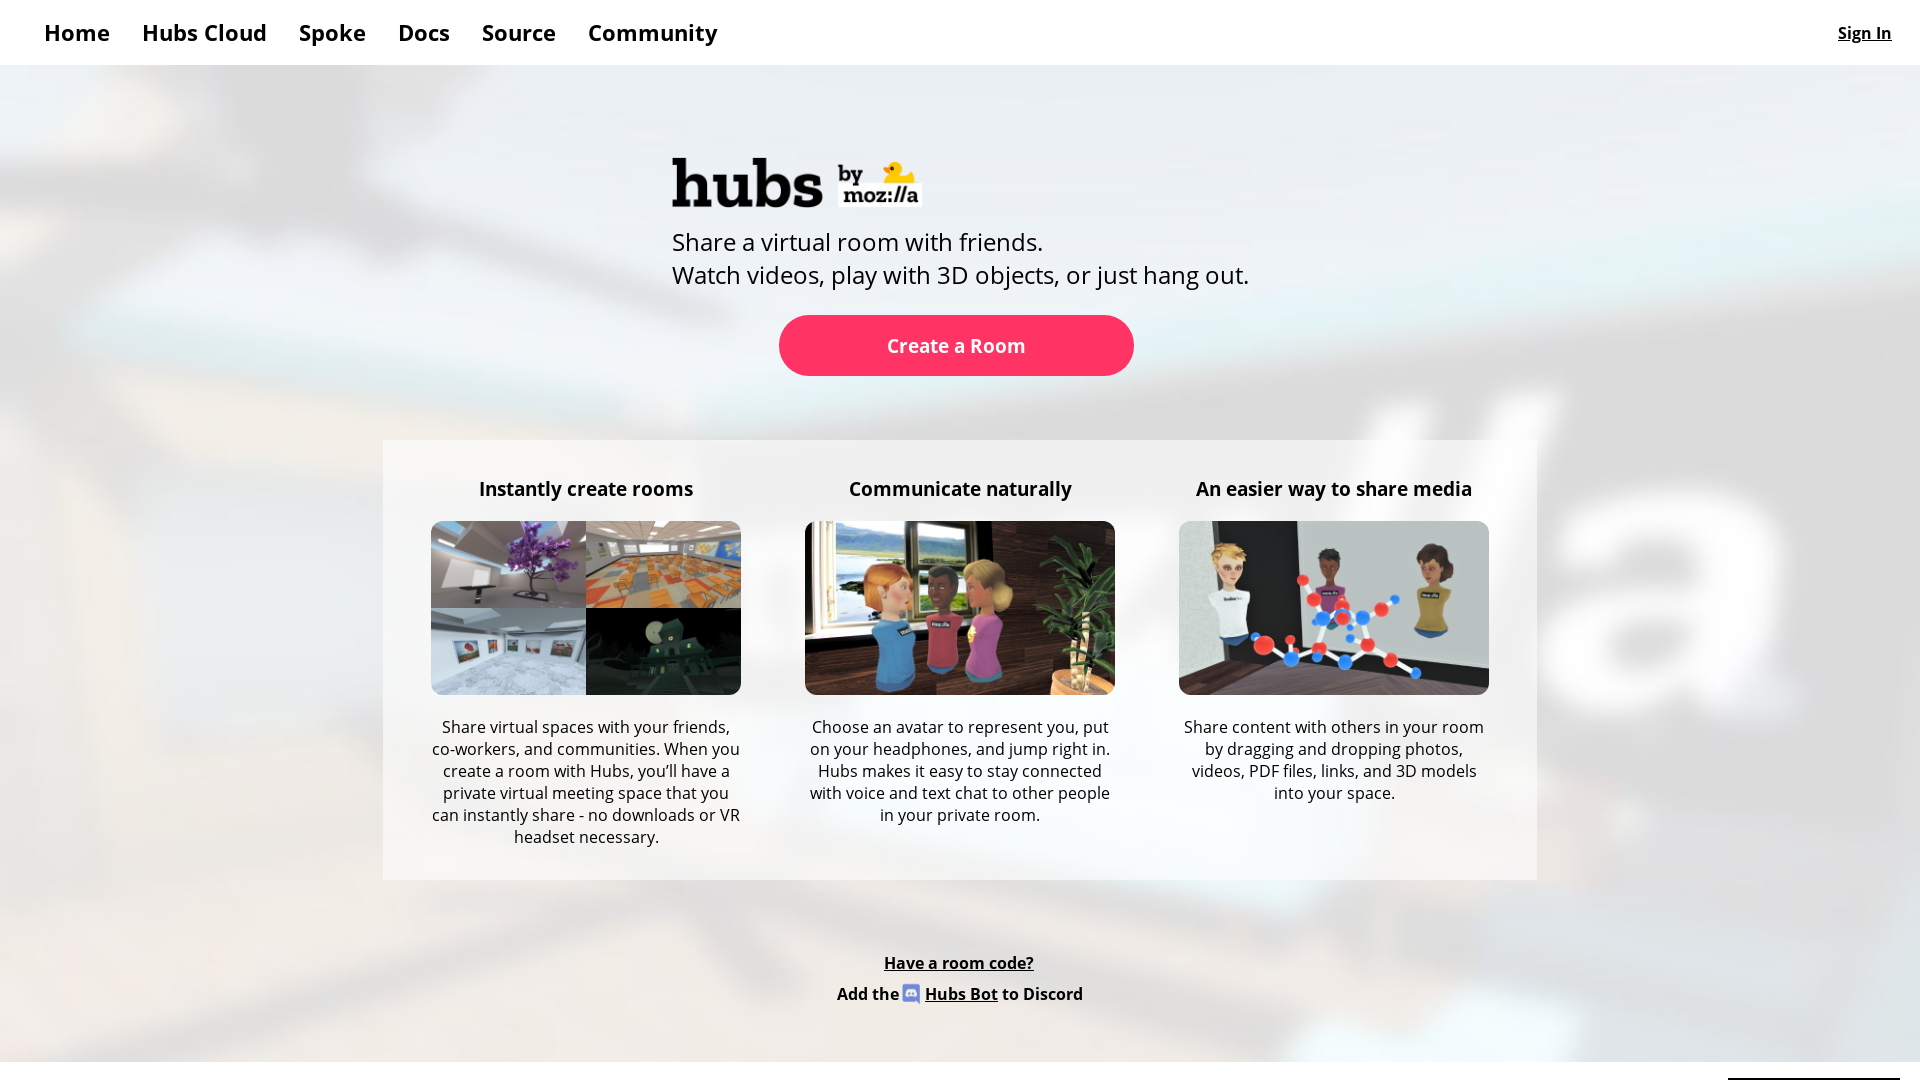 Home Hubs Cloud Spoke Docs Source Community Sign In
hubs by moz://a
Share a virtual room with friends.
Watch videos, play with 3D objects, or just hang out.
Create a Room
Instantly create rooms
Share virtual spaces with your friends,
co-workers, and communities. When you
create a room with Hubs, you’ll have a
private virtual meeting space that you
can instantly share - no downloads or VR
headset necessary.
Communicate naturally
Choose an avatar to represent you, put
on your headphones, and jump right in.
Hubs makes it easy to stay connected
with voice and text chat to other people
in your private room.
An easier way to share media
Share content with others in your room
by dragging and dropping photos,
videos, PDF files, links, and 3D models
into your space.
Have a room code?
Add the Hubs Bot to Discord